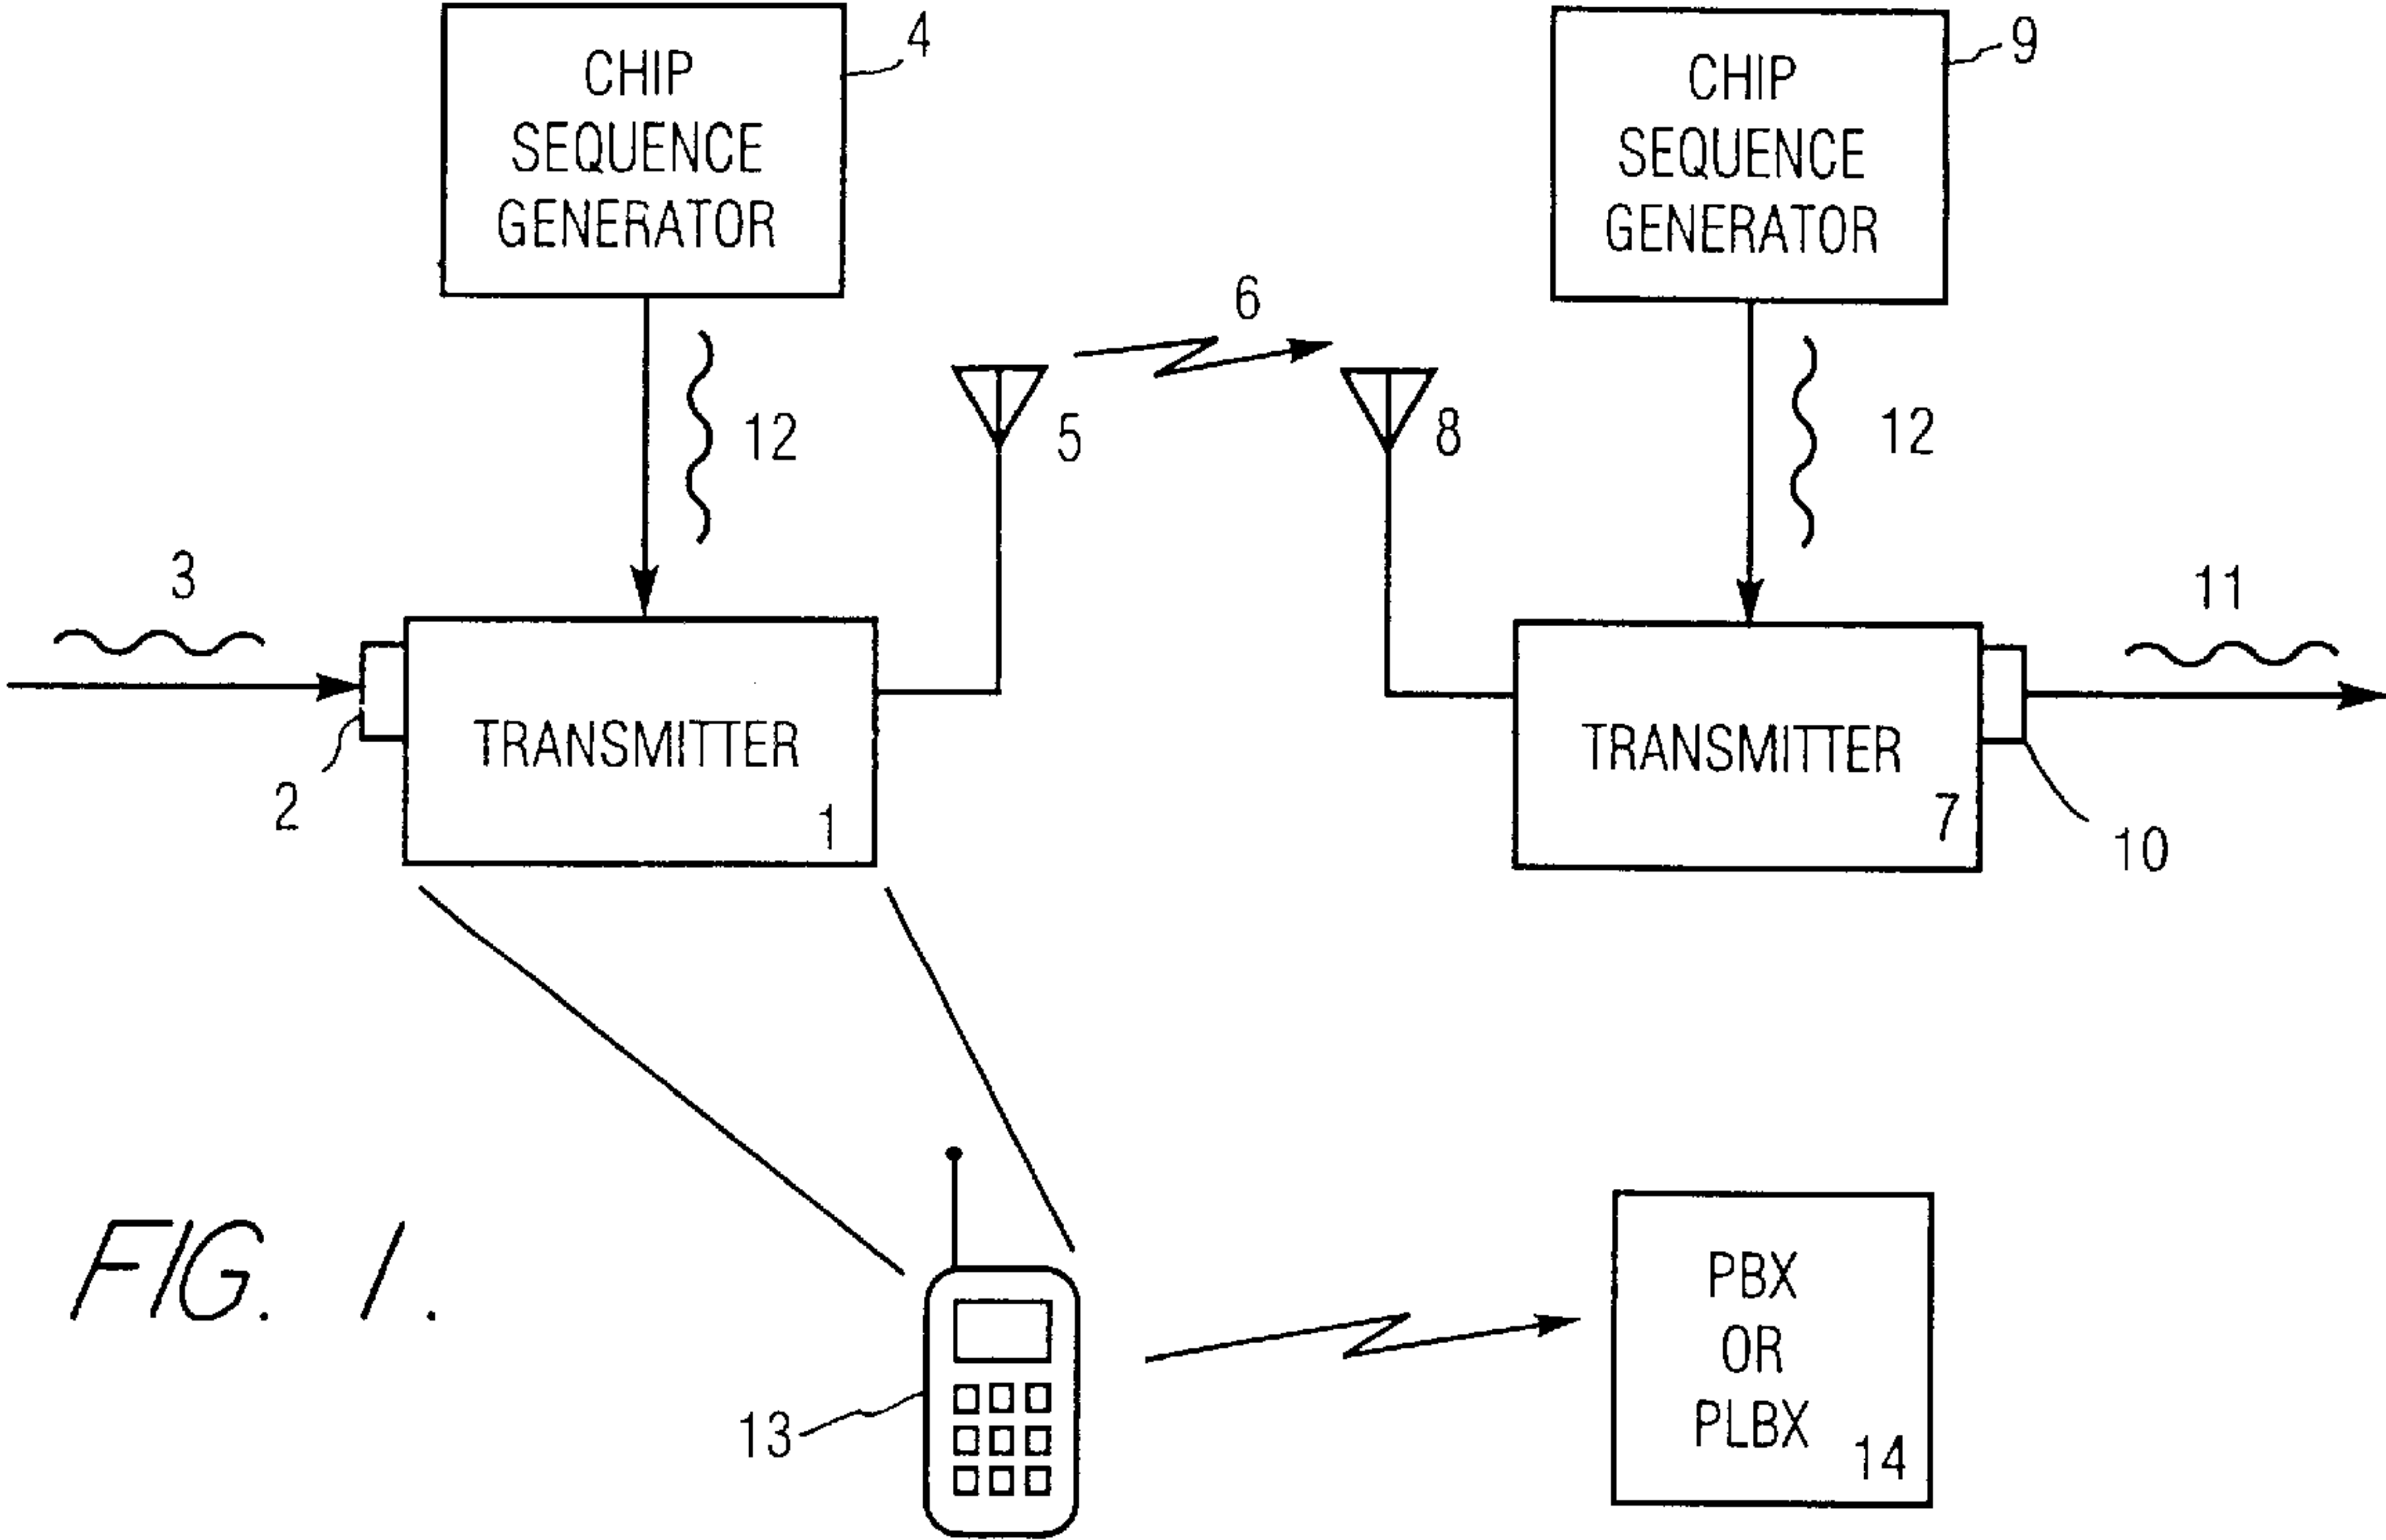 CHIP
SEQUENCE
GENERATOR
4
CHIP
SEQUENCE
GENERATOR
9
6
12
5
8
12
3
11
2
TRANSMITTER
1
TRANSMITTER
7
10
FIG. 1.
13
PBX
OR
PLBX
14